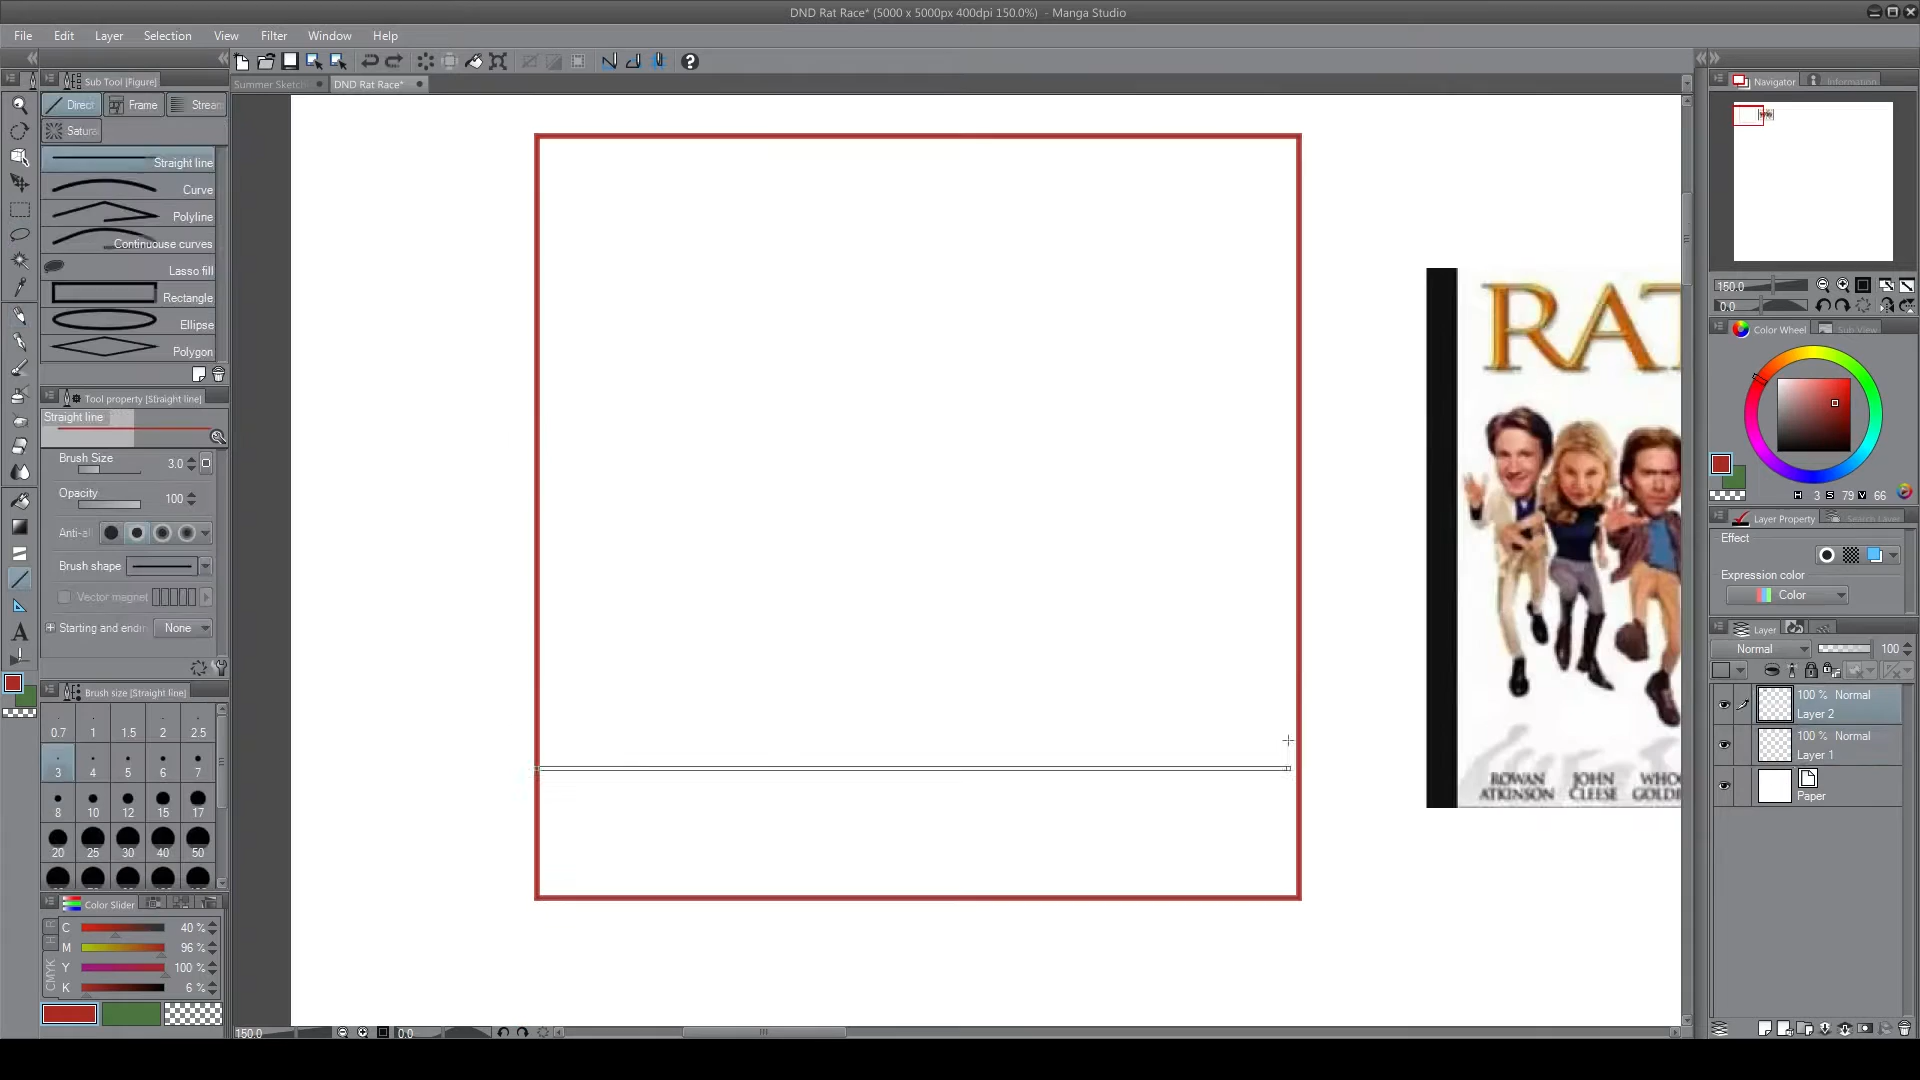 DND Rat Race* (5000 x 5000px 400dpi 150.0%) - Manga Studio
File Edit Layer Selection View Filter Window Help
Sub Tool [Figure]
Summer Sketch
DND Rat Race*
Navigator
Information
Direct
Frame
Stream
Satura
Straight line
Curve
Polyline
Continuouse curves
Lasso fill
Rectangle
Ellipse
Polygon
Tool property [Straight line]
Straight line
Brush Size 3.0
Opacity 100
Anti-al
Brush shape
Vector magnet
Starting and endin None
Brush size [Straight line]
0.7 1 1.5 2 2.5
3 4 5 6 7
8 10 12 15 17
20 25 30 40 50
Color Slider
CMYK
C 40 %
M 96 %
Y 100 %
K 6 %
RAT
ROWAN ATKINSON
JOHN CLEESE
WHOO
GOLDB
150.0
0.0
150.0
0.0
Color Wheel
Sub View
H 3 S 79 V 66
Layer Property
Search Layer
Effect
Expression color
Color
Layer
Normal 100
100 % Normal
Layer 2
100 % Normal
Layer 1
Paper